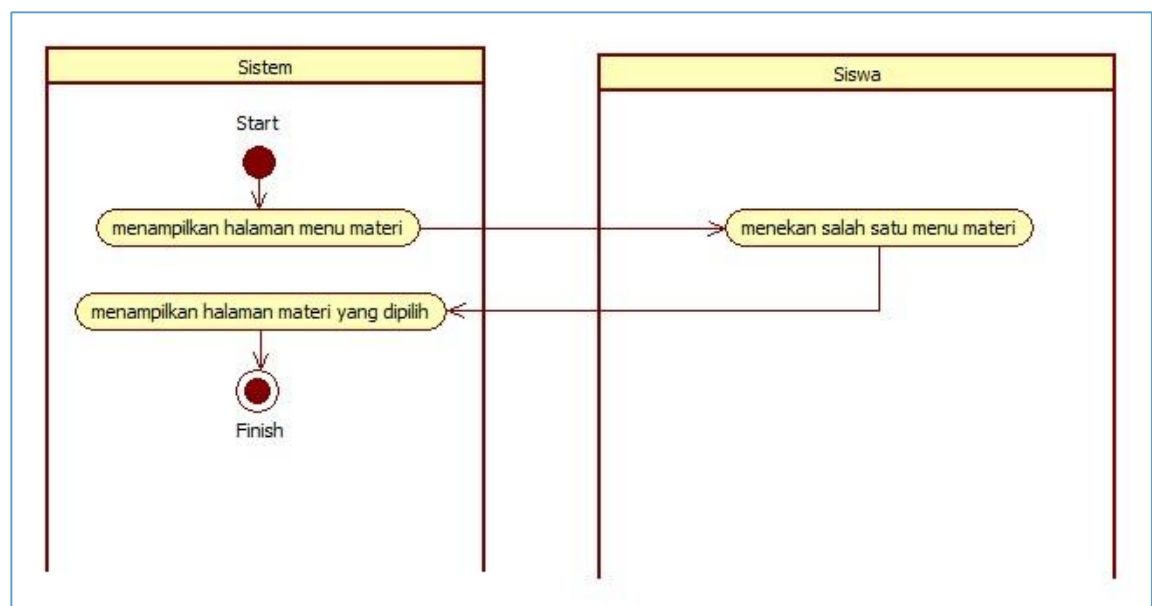 Sistem
Siswa
Start
menampilkan halaman menu materi
menekan salah satu menu materi
menampilkan halaman materi yang dipilih
Finish